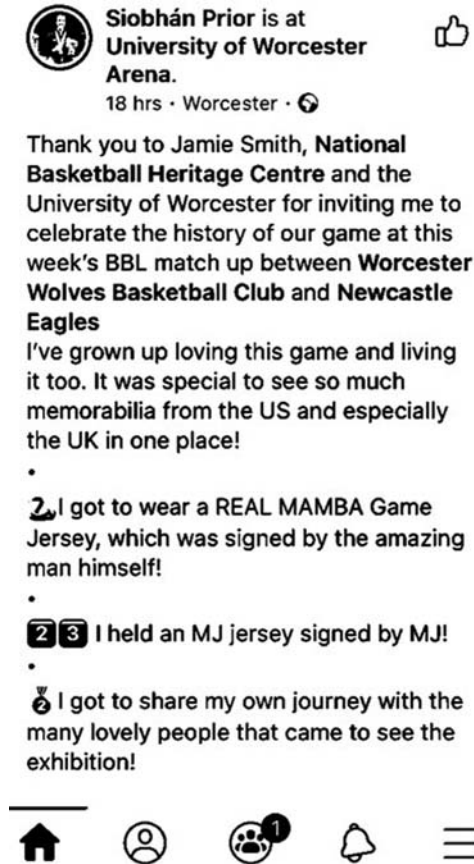 Siobhán Prior is at
University of Worcester
Arena.
18 hrs · Worcester ·
Thank you to Jamie Smith, National
Basketball Heritage Centre and the
University of Worcester for inviting me to
celebrate the history of our game at this
week's BBL match up between Worcester
Wolves Basketball Club and Newcastle
Eagles
I've grown up loving this game and living
it too. It was special to see so much
memorabilia from the US and especially
the UK in one place!
•
🐍I got to wear a REAL MAMBA Game
Jersey, which was signed by the amazing
man himself!
•
2️⃣3️⃣ I held an MJ jersey signed by MJ!
•
🥈 I got to share my own journey with the
many lovely people that came to see the
exhibition!
1